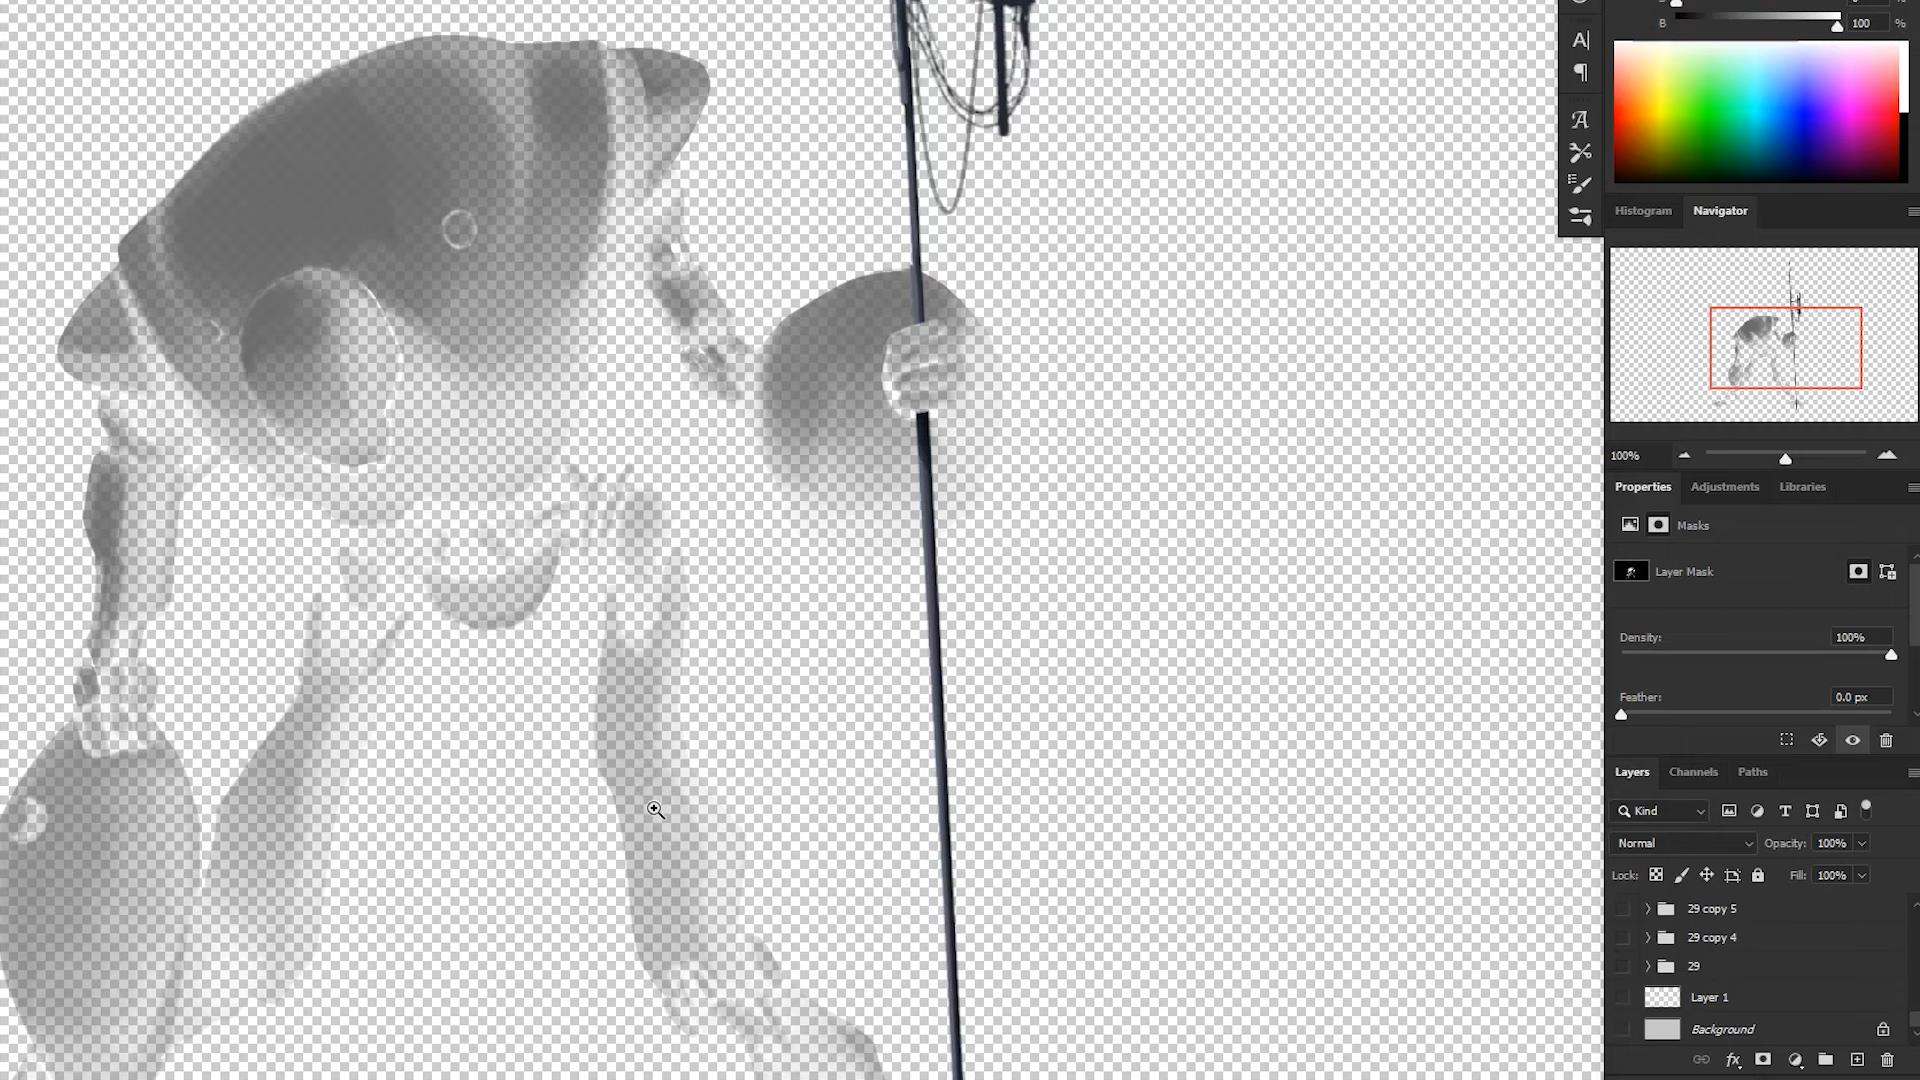 B 100 %
Histogram Navigator
100%
Properties Adjustments Libraries
Masks
Layer Mask
Density: 100%
Feather: 0.0 px
Layers Channels Paths
Kind
Normal Opacity: 100%
Lock: Fill: 100%
29 copy 5
29 copy 4
29
Layer 1
Background
fx